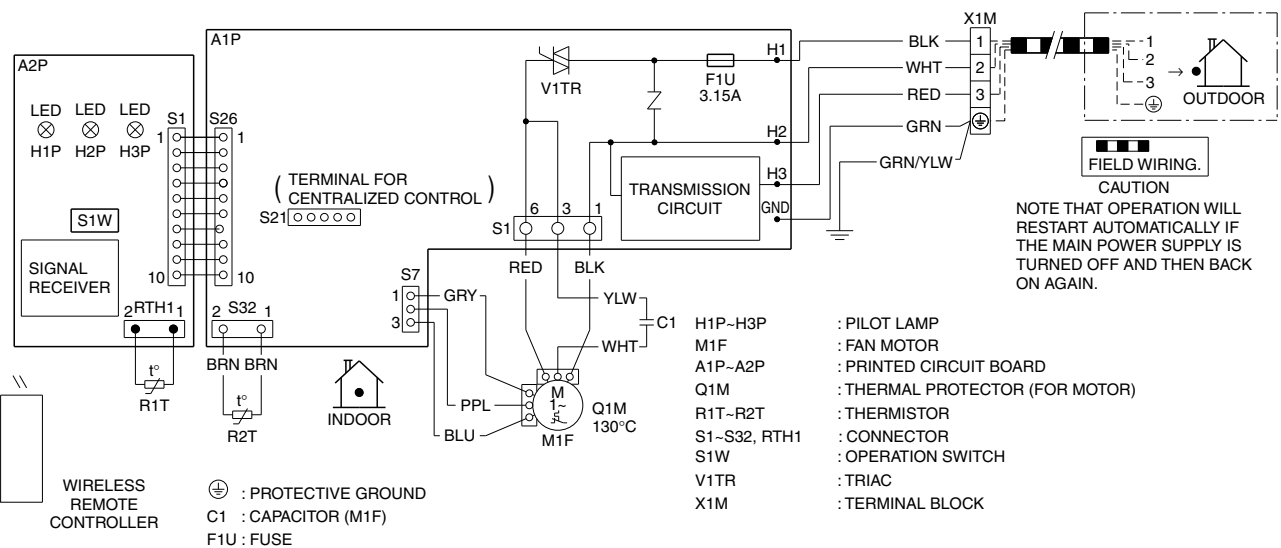 A2P
LED LED LED
H1P H2P H3P
S1
1
10
S1W
SIGNAL
RECEIVER
2 RTH1 1
t°
R1T
A1P
S26
1
10
(TERMINAL FOR
CENTRALIZED CONTROL)
S21
2 S32 1
BRN BRN
t°
R2T
S7
1
3
GRY
PPL
BLU
V1TR
F1U
3.15A
H1
H2
H3
GND
TRANSMISSION
CIRCUIT
S1
6 3 1
RED BLK
YLW
C1
WHT
M
1~
M1F
Q1M
130°C
INDOOR
BLK
WHT
RED
GRN
GRN/YLW
X1M
1
2
3
1
2
3
→
OUTDOOR
FIELD WIRING.
CAUTION
NOTE THAT OPERATION WILL
RESTART AUTOMATICALLY IF
THE MAIN POWER SUPPLY IS
TURNED OFF AND THEN BACK
ON AGAIN.
WIRELESS
REMOTE
CONTROLLER
: PROTECTIVE GROUND
C1 : CAPACITOR (M1F)
F1U : FUSE
H1P~H3P : PILOT LAMP
M1F : FAN MOTOR
A1P~A2P : PRINTED CIRCUIT BOARD
Q1M : THERMAL PROTECTOR (FOR MOTOR)
R1T~R2T : THERMISTOR
S1~S32, RTH1 : CONNECTOR
S1W : OPERATION SWITCH
V1TR : TRIAC
X1M : TERMINAL BLOCK